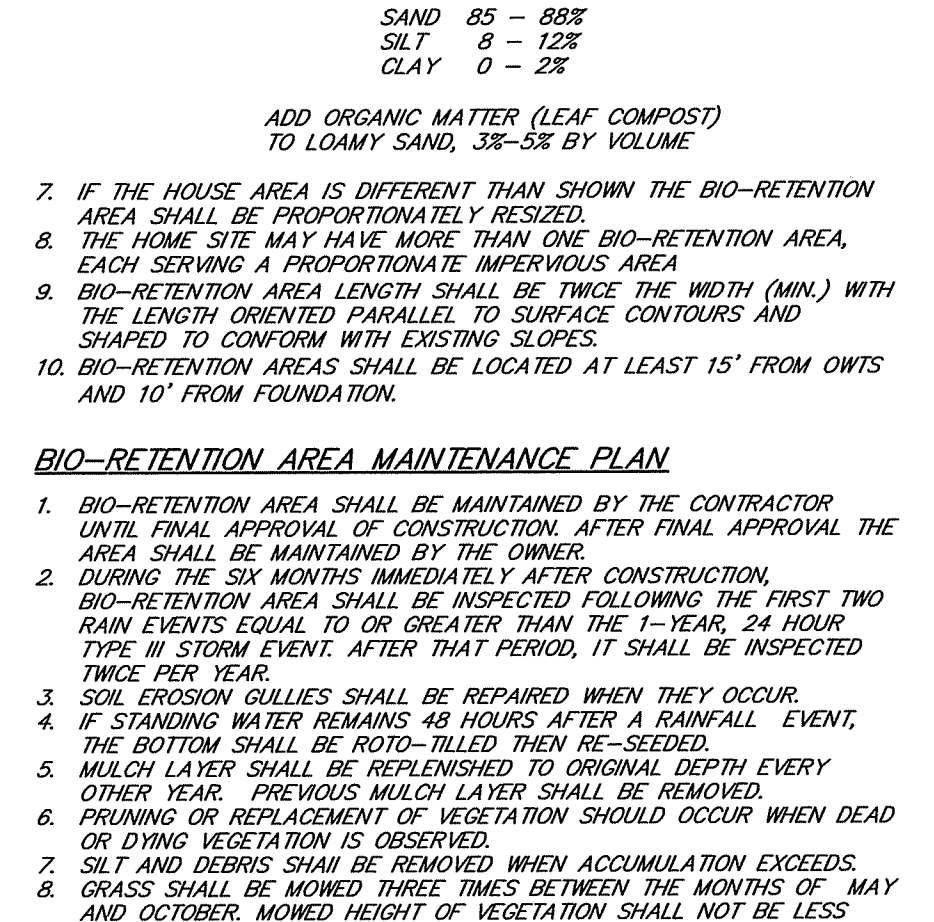 SAND 85 – 88%
SILT 8 – 12%
CLAY 0 – 2%
ADD ORGANIC MATTER (LEAF COMPOST)
TO LOAMY SAND, 3%–5% BY VOLUME
7. IF THE HOUSE AREA IS DIFFERENT THAN SHOWN THE BIO–RETENTION
AREA SHALL BE PROPORTIONATELY RESIZED.
8. THE HOME SITE MAY HAVE MORE THAN ONE BIO–RETENTION AREA,
EACH SERVING A PROPORTIONATE IMPERVIOUS AREA
9. BIO–RETENTION AREA LENGTH SHALL BE TWICE THE WIDTH (MIN.) WITH
THE LENGTH ORIENTED PARALLEL TO SURFACE CONTOURS AND
SHAPED TO CONFORM WITH EXISTING SLOPES.
10. BIO–RETENTION AREAS SHALL BE LOCATED AT LEAST 15' FROM OWTS
AND 10' FROM FOUNDATION.
BIO–RETENTION AREA MAINTENANCE PLAN
1. BIO–RETENTION AREA SHALL BE MAINTAINED BY THE CONTRACTOR
UNTIL FINAL APPROVAL OF CONSTRUCTION. AFTER FINAL APPROVAL THE
AREA SHALL BE MAINTAINED BY THE OWNER.
2. DURING THE SIX MONTHS IMMEDIATELY AFTER CONSTRUCTION,
BIO–RETENTION AREA SHALL BE INSPECTED FOLLOWING THE FIRST TWO
RAIN EVENTS EQUAL TO OR GREATER THAN THE 1–YEAR, 24 HOUR
TYPE III STORM EVENT. AFTER THAT PERIOD, IT SHALL BE INSPECTED
TWICE PER YEAR.
3. SOIL EROSION GULLIES SHALL BE REPAIRED WHEN THEY OCCUR.
4. IF STANDING WATER REMAINS 48 HOURS AFTER A RAINFALL EVENT,
THE BOTTOM SHALL BE ROTO–TILLED THEN RE–SEEDED.
5. MULCH LAYER SHALL BE REPLENISHED TO ORIGINAL DEPTH EVERY
OTHER YEAR. PREVIOUS MULCH LAYER SHALL BE REMOVED.
6. PRUNING OR REPLACEMENT OF VEGETATION SHOULD OCCUR WHEN DEAD
OR DYING VEGETATION IS OBSERVED.
7. SILT AND DEBRIS SHAll BE REMOVED WHEN ACCUMULATION EXCEEDS.
8. GRASS SHALL BE MOWED THREE TIMES BETWEEN THE MONTHS OF MAY
AND OCTOBER. MOWED HEIGHT OF VEGETATION SHALL NOT BE LESS